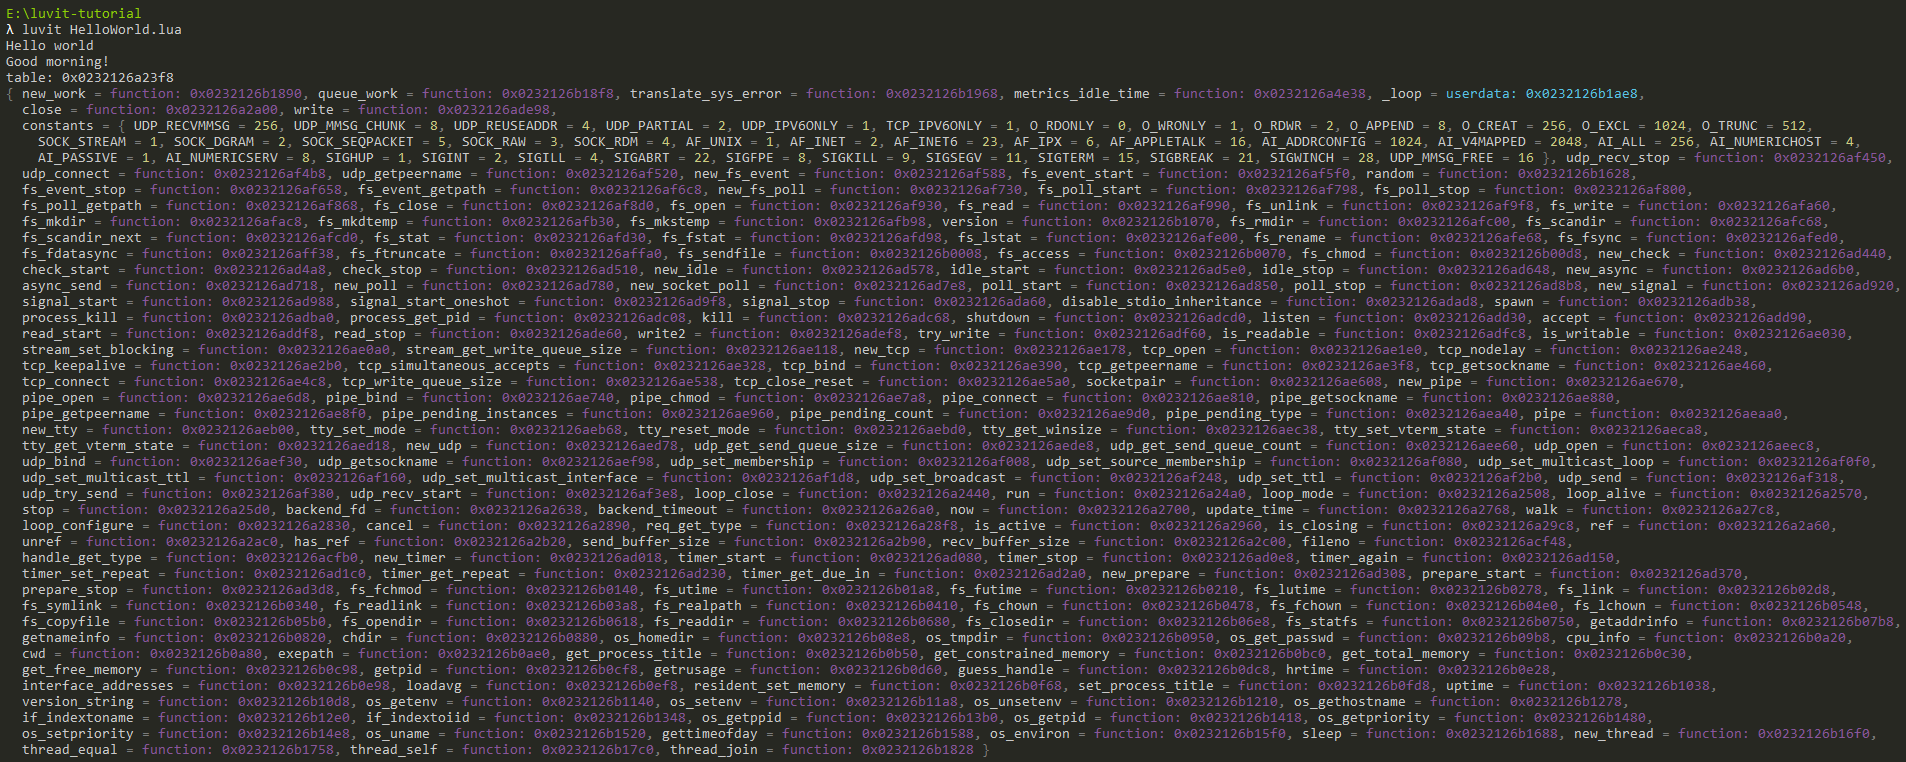 E:\luvit-tutorial
λ luvit HelloWorld.lua
Hello world
Good morning!
table: 0x0232126a23f8
{ new_work = function: 0x0232126b1890, queue_work = function: 0x0232126b18f8, translate_sys_error = function: 0x0232126b1968, metrics_idle_time = function: 0x0232126a4e38, _loop = userdata: 0x0232126b1ae8,
close = function: 0x0232126a2a00, write = function: 0x0232126ade98,
constants = { UDP_RECVMMSG = 256, UDP_MMSG_CHUNK = 8, UDP_REUSEADDR = 4, UDP_PARTIAL = 2, UDP_IPV6ONLY = 1, TCP_IPV6ONLY = 1, O_RDONLY = 0, O_WRONLY = 1, O_RDWR = 2, O_APPEND = 8, O_CREAT = 256, O_EXCL = 1024, O_TRUNC = 512,
SOCK_STREAM = 1, SOCK_DGRAM = 2, SOCK_SEQPACKET = 5, SOCK_RAW = 3, SOCK_RDM = 4, AF_UNIX = 1, AF_INET = 2, AF_INET6 = 23, AF_IPX = 6, AF_APPLETALK = 16, AI_ADDRCONFIG = 1024, AI_V4MAPPED = 2048, AI_ALL = 256, AI_NUMERICHOST = 4,
AI_PASSIVE = 1, AI_NUMERICSERV = 8, SIGHUP = 1, SIGINT = 2, SIGILL = 4, SIGABRT = 22, SIGFPE = 8, SIGKILL = 9, SIGSEGV = 11, SIGTERM = 15, SIGBREAK = 21, SIGWINCH = 28, UDP_MMSG_FREE = 16 }, udp_recv_stop = function: 0x0232126af450,
udp_connect = function: 0x0232126af4b8, udp_getpeername = function: 0x0232126af520, new_fs_event = function: 0x0232126af588, fs_event_start = function: 0x0232126af5f0, random = function: 0x0232126b1628,
fs_event_stop = function: 0x0232126af658, fs_event_getpath = function: 0x0232126af6c8, new_fs_poll = function: 0x0232126af730, fs_poll_start = function: 0x0232126af798, fs_poll_stop = function: 0x0232126af800,
fs_poll_getpath = function: 0x0232126af868, fs_close = function: 0x0232126af8d0, fs_open = function: 0x0232126af930, fs_read = function: 0x0232126af990, fs_unlink = function: 0x0232126af9f8, fs_write = function: 0x0232126afa60,
fs_mkdir = function: 0x0232126afac8, fs_mkdtemp = function: 0x0232126afb30, fs_mkstemp = function: 0x0232126afb98, version = function: 0x0232126b1070, fs_rmdir = function: 0x0232126afc00, fs_scandir = function: 0x0232126afc68,
fs_scandir_next = function: 0x0232126afcd0, fs_stat = function: 0x0232126afd30, fs_fstat = function: 0x0232126afd98, fs_lstat = function: 0x0232126afe00, fs_rename = function: 0x0232126afe68, fs_fsync = function: 0x0232126afed0,
fs_fdatasync = function: 0x0232126aff38, fs_ftruncate = function: 0x0232126affa0, fs_sendfile = function: 0x0232126b0008, fs_access = function: 0x0232126b0070, fs_chmod = function: 0x0232126b00d8, new_check = function: 0x0232126ad440,
check_start = function: 0x0232126ad4a8, check_stop = function: 0x0232126ad510, new_idle = function: 0x0232126ad578, idle_start = function: 0x0232126ad5e0, idle_stop = function: 0x0232126ad648, new_async = function: 0x0232126ad6b0,
async_send = function: 0x0232126ad718, new_poll = function: 0x0232126ad780, new_socket_poll = function: 0x0232126ad7e8, poll_start = function: 0x0232126ad850, poll_stop = function: 0x0232126ad8b8, new_signal = function: 0x0232126ad920,
signal_start = function: 0x0232126ad988, signal_start_oneshot = function: 0x0232126ad9f8, signal_stop = function: 0x0232126ada60, disable_stdio_inheritance = function: 0x0232126adad8, spawn = function: 0x0232126adb38,
process_kill = function: 0x0232126adba0, process_get_pid = function: 0x0232126adc08, kill = function: 0x0232126adc68, shutdown = function: 0x0232126adcd0, listen = function: 0x0232126add30, accept = function: 0x0232126add90,
read_start = function: 0x0232126addf8, read_stop = function: 0x0232126ade60, write2 = function: 0x0232126adef8, try_write = function: 0x0232126adf60, is_readable = function: 0x0232126adfc8, is_writable = function: 0x0232126ae030,
stream_set_blocking = function: 0x0232126ae0a0, stream_get_write_queue_size = function: 0x0232126ae118, new_tcp = function: 0x0232126ae178, tcp_open = function: 0x0232126ae1e0, tcp_nodelay = function: 0x0232126ae248,
tcp_keepalive = function: 0x0232126ae2b0, tcp_simultaneous_accepts = function: 0x0232126ae328, tcp_bind = function: 0x0232126ae390, tcp_getpeername = function: 0x0232126ae3f8, tcp_getsockname = function: 0x0232126ae460,
tcp_connect = function: 0x0232126ae4c8, tcp_write_queue_size = function: 0x0232126ae538, tcp_close_reset = function: 0x0232126ae5a0, socketpair = function: 0x0232126ae608, new_pipe = function: 0x0232126ae670,
pipe_open = function: 0x0232126ae6d8, pipe_bind = function: 0x0232126ae740, pipe_chmod = function: 0x0232126ae7a8, pipe_connect = function: 0x0232126ae810, pipe_getsockname = function: 0x0232126ae880,
pipe_getpeername = function: 0x0232126ae8f0, pipe_pending_instances = function: 0x0232126ae960, pipe_pending_count = function: 0x0232126ae9d0, pipe_pending_type = function: 0x0232126aea40, pipe = function: 0x0232126aeaa0,
new_tty = function: 0x0232126aeb00, tty_set_mode = function: 0x0232126aeb68, tty_reset_mode = function: 0x0232126aebd0, tty_get_winsize = function: 0x0232126aec38, tty_set_vterm_state = function: 0x0232126aeca8,
tty_get_vterm_state = function: 0x0232126aed18, new_udp = function: 0x0232126aed78, udp_get_send_queue_size = function: 0x0232126aede8, udp_get_send_queue_count = function: 0x0232126aee60, udp_open = function: 0x0232126aeec8,
udp_bind = function: 0x0232126aef30, udp_getsockname = function: 0x0232126aef98, udp_set_membership = function: 0x0232126af008, udp_set_source_membership = function: 0x0232126af080, udp_set_multicast_loop = function: 0x0232126af0f0,
udp_set_multicast_ttl = function: 0x0232126af160, udp_set_multicast_interface = function: 0x0232126af1d8, udp_set_broadcast = function: 0x0232126af248, udp_set_ttl = function: 0x0232126af2b0, udp_send = function: 0x0232126af318,
udp_try_send = function: 0x0232126af380, udp_recv_start = function: 0x0232126af3e8, loop_close = function: 0x0232126a2440, run = function: 0x0232126a24a0, loop_mode = function: 0x0232126a2508, loop_alive = function: 0x0232126a2570,
stop = function: 0x0232126a25d0, backend_fd = function: 0x0232126a2638, backend_timeout = function: 0x0232126a26a0, now = function: 0x0232126a2700, update_time = function: 0x0232126a2768, walk = function: 0x0232126a27c8,
loop_configure = function: 0x0232126a2830, cancel = function: 0x0232126a2890, req_get_type = function: 0x0232126a28f8, is_active = function: 0x0232126a2960, is_closing = function: 0x0232126a29c8, ref = function: 0x0232126a2a60,
unref = function: 0x0232126a2ac0, has_ref = function: 0x0232126a2b20, send_buffer_size = function: 0x0232126a2b90, recv_buffer_size = function: 0x0232126a2c00, fileno = function: 0x0232126acf48,
handle_get_type = function: 0x0232126acfb0, new_timer = function: 0x0232126ad018, timer_start = function: 0x0232126ad080, timer_stop = function: 0x0232126ad0e8, timer_again = function: 0x0232126ad150,
timer_set_repeat = function: 0x0232126ad1c0, timer_get_repeat = function: 0x0232126ad230, timer_get_due_in = function: 0x0232126ad2a0, new_prepare = function: 0x0232126ad308, prepare_start = function: 0x0232126ad370,
prepare_stop = function: 0x0232126ad3d8, fs_fchmod = function: 0x0232126b0140, fs_utime = function: 0x0232126b01a8, fs_futime = function: 0x0232126b0210, fs_lutime = function: 0x0232126b0278, fs_link = function: 0x0232126b02d8,
fs_symlink = function: 0x0232126b0340, fs_readlink = function: 0x0232126b03a8, fs_realpath = function: 0x0232126b0410, fs_chown = function: 0x0232126b0478, fs_fchown = function: 0x0232126b04e0, fs_lchown = function: 0x0232126b0548,
fs_copyfile = function: 0x0232126b05b0, fs_opendir = function: 0x0232126b0618, fs_readdir = function: 0x0232126b0680, fs_closedir = function: 0x0232126b06e8, fs_statfs = function: 0x0232126b0750, getaddrinfo = function: 0x0232126b07b8,
getnameinfo = function: 0x0232126b0820, chdir = function: 0x0232126b0880, os_homedir = function: 0x0232126b08e8, os_tmpdir = function: 0x0232126b0950, os_get_passwd = function: 0x0232126b09b8, cpu_info = function: 0x0232126b0a20,
cwd = function: 0x0232126b0a80, exepath = function: 0x0232126b0ae0, get_process_title = function: 0x0232126b0b50, get_constrained_memory = function: 0x0232126b0bc0, get_total_memory = function: 0x0232126b0c30,
get_free_memory = function: 0x0232126b0c98, getpid = function: 0x0232126b0cf8, getrusage = function: 0x0232126b0d60, guess_handle = function: 0x0232126b0dc8, hrtime = function: 0x0232126b0e28,
interface_addresses = function: 0x0232126b0e98, loadavg = function: 0x0232126b0ef8, resident_set_memory = function: 0x0232126b0f68, set_process_title = function: 0x0232126b0fd8, uptime = function: 0x0232126b1038,
version_string = function: 0x0232126b10d8, os_getenv = function: 0x0232126b1140, os_setenv = function: 0x0232126b11a8, os_unsetenv = function: 0x0232126b1210, os_gethostname = function: 0x0232126b1278,
if_indextoname = function: 0x0232126b12e0, if_indextoiid = function: 0x0232126b1348, os_getppid = function: 0x0232126b13b0, os_getpid = function: 0x0232126b1418, os_getpriority = function: 0x0232126b1480,
os_setpriority = function: 0x0232126b14e8, os_uname = function: 0x0232126b1520, gettimeofday = function: 0x0232126b1588, os_environ = function: 0x0232126b15f0, sleep = function: 0x0232126b1688, new_thread = function: 0x0232126b16f0,
thread_equal = function: 0x0232126b1758, thread_self = function: 0x0232126b17c0, thread_join = function: 0x0232126b1828 }